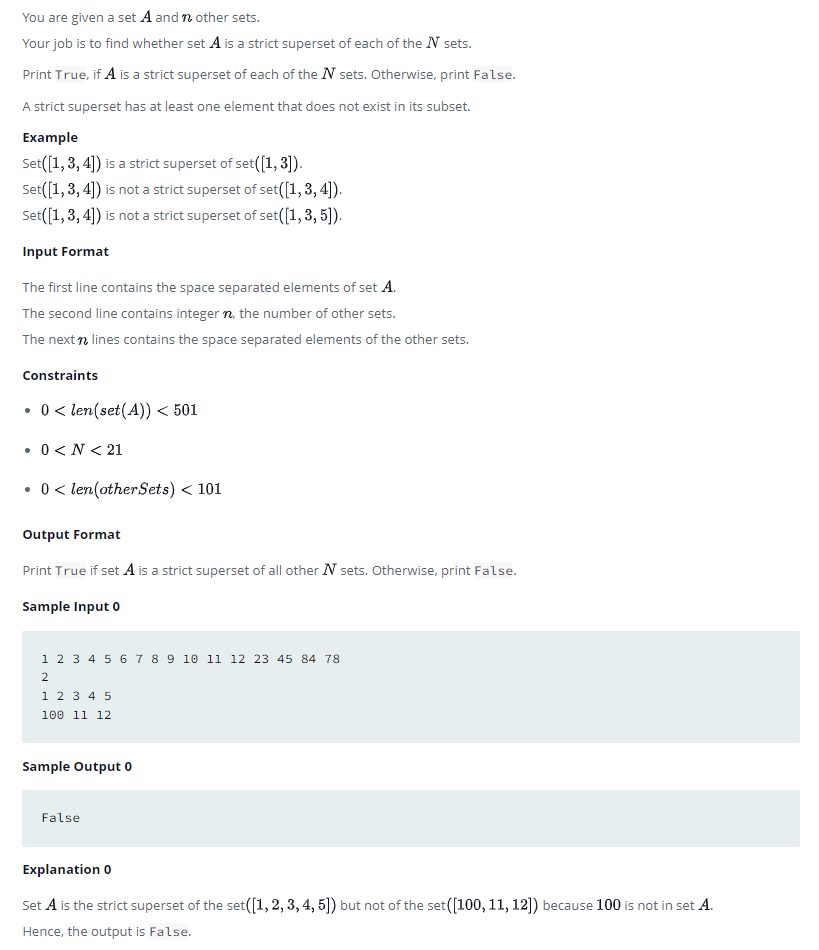 You are given a set A and n other sets.
Your job is to find whether set A is a strict superset of each of the N sets.
Print True, if A is a strict superset of each of the N sets. Otherwise, print False.
A strict superset has at least one element that does not exist in its subset.
Example
Set([1, 3, 4]) is a strict superset of set([1, 3]).
Set([1, 3, 4]) is not a strict superset of set([1, 3, 4]).
Set([1, 3, 4]) is not a strict superset of set([1, 3, 5]).
Input Format
The first line contains the space separated elements of set A.
The second line contains integer n, the number of other sets.
The next n lines contains the space separated elements of the other sets.
Constraints
• 0 < len(set(A)) < 501
• 0 < N < 21
• 0 < len(otherSets) < 101
Output Format
Print True if set A is a strict superset of all other N sets. Otherwise, print False.
Sample Input 0
1 2 3 4 5 6 7 8 9 10 11 12 23 45 84 78
2
1 2 3 4 5
100 11 12
Sample Output 0
False
Explanation 0
Set A is the strict superset of the set([1, 2, 3, 4, 5]) but not of the set([100, 11, 12]) because 100 is not in set A.
Hence, the output is False.